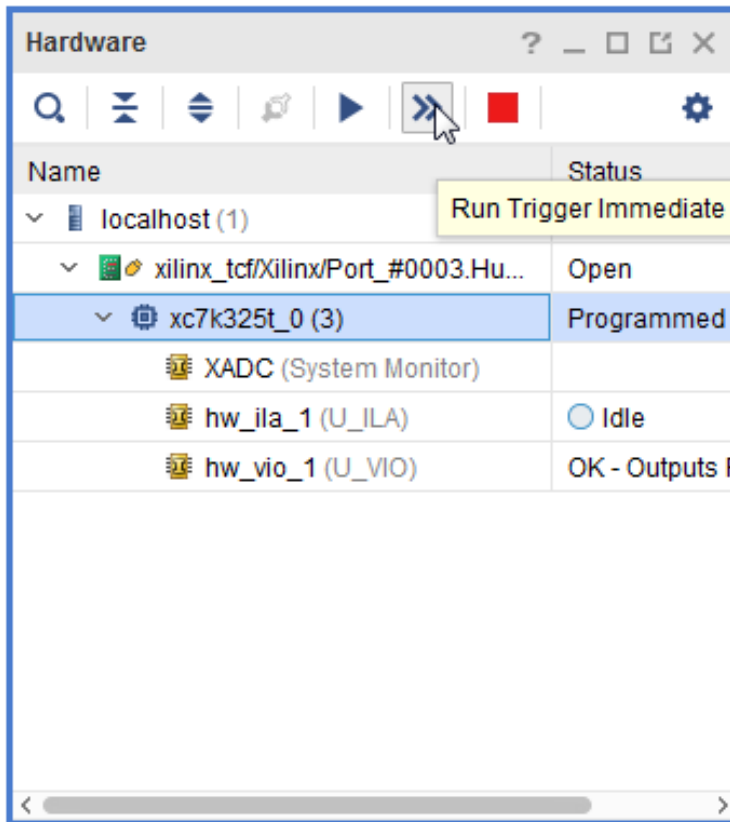 Hardware
Name Status
Run Trigger Immediate
localhost (1)
xilinx_tcf/Xilinx/Port_#0003.Hu... Open
xc7k325t_0 (3) Programmed
XADC (System Monitor)
hw_ila_1 (U_ILA) Idle
hw_vio_1 (U_VIO) OK - Outputs